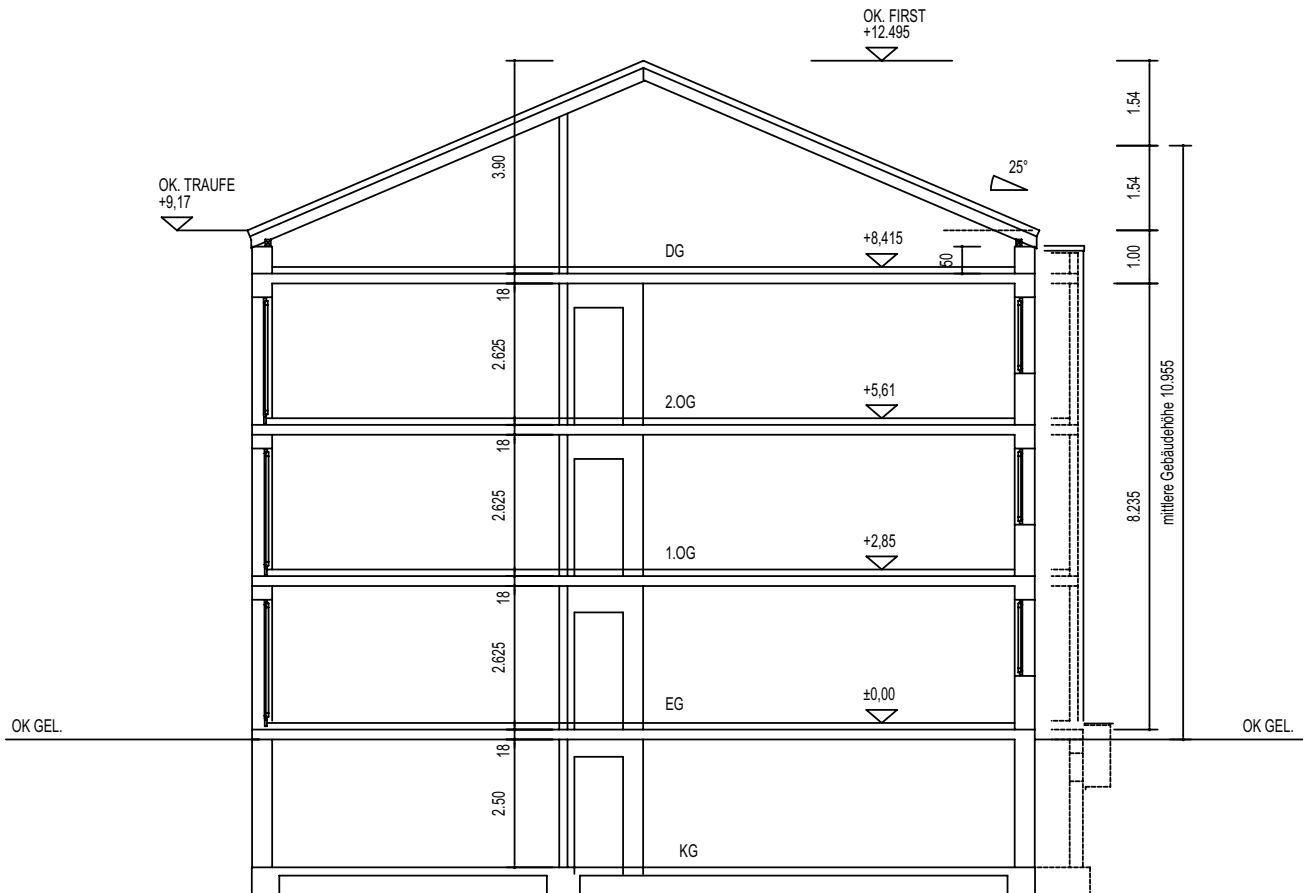 OK. FIRST
+12.495
1.54
3.90
25°
OK. TRAUFE
+9,17
1.54
DG
+8,415
50
1.00
18
2.625
2.OG
+5,61
mittlere Gebäudehöhe 10.955
18
2.625
8.235
1.OG
+2,85
18
2.625
EG
±0,00
OK GEL.
OK GEL.
18
2.50
KG